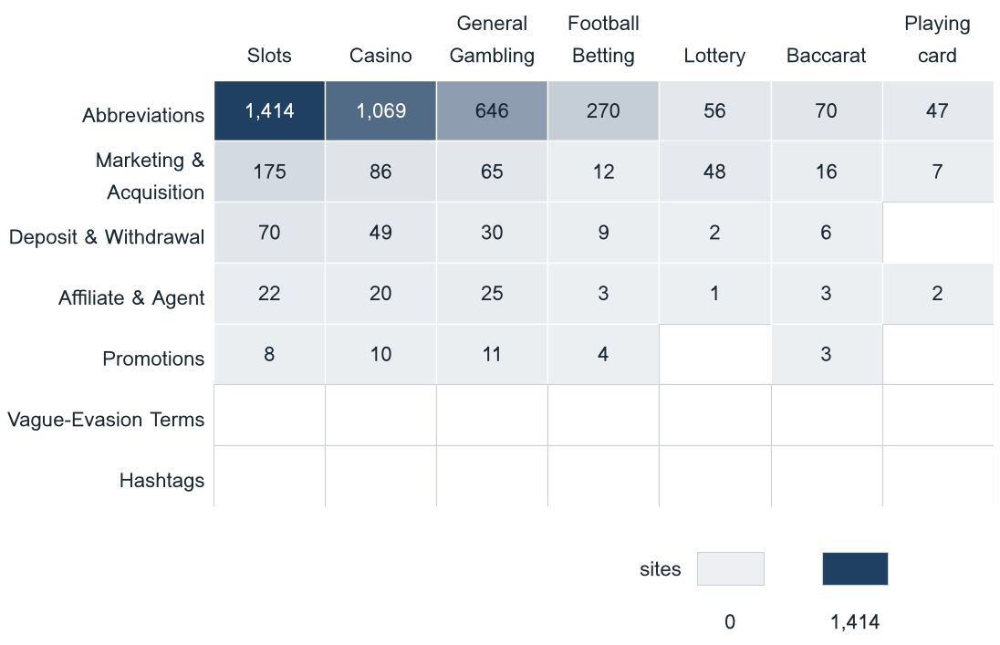 General Football Playing
Slots Casino Gambling Betting Lottery Baccarat card
Abbreviations 1,414 1,069 646 270 56 70 47
Marketing &
Acquisition 175 86 65 12 48 16 7
Deposit & Withdrawal 70 49 30 9 2 6
Affiliate & Agent 22 20 25 3 1 3 2
Promotions 8 10 11 4 3
Vague-Evasion Terms
Hashtags
sites
0 1,414